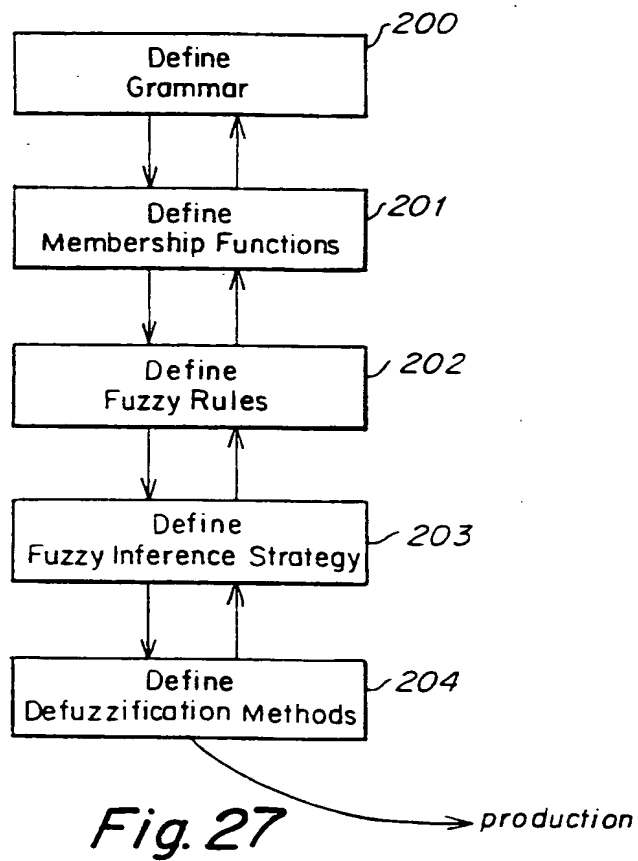 200
Define
Grammar
201
Define
Membership Functions
202
Define
Fuzzy Rules
203
Define
Fuzzy Inference Strategy
204
Define
Defuzzification Methods
production
Fig. 27